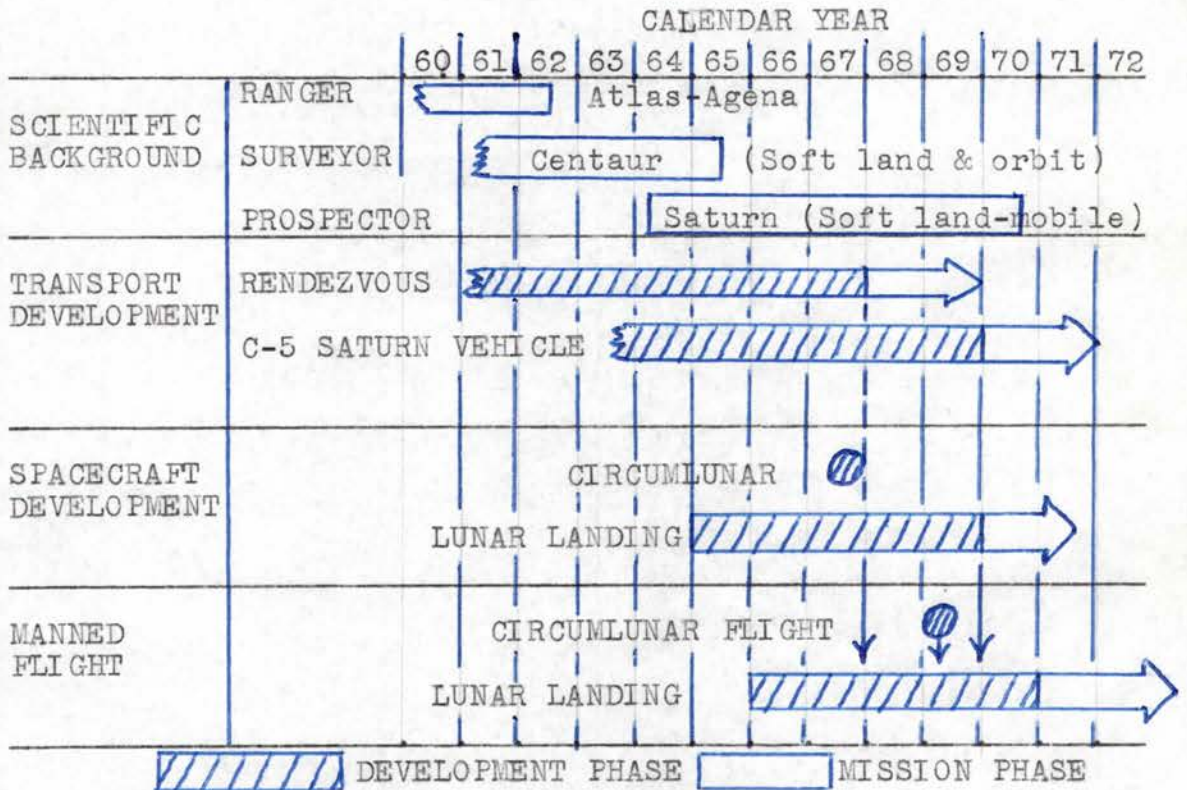 CALENDAR YEAR
60 61 62 63 64 65 66 67 68 69 70 71 72
SCIENTIFIC BACKGROUND
RANGER Atlas-Agena
SURVEYOR Centaur (Soft land & orbit)
PROSPECTOR Saturn (Soft land-mobile)
TRANSPORT DEVELOPMENT
RENDEZVOUS
C-5 SATURN VEHICLE
SPACECRAFT DEVELOPMENT
CIRCUMLUNAR
LUNAR LANDING
MANNED FLIGHT
CIRCUMLUNAR FLIGHT
LUNAR LANDING
DEVELOPMENT PHASE MISSION PHASE